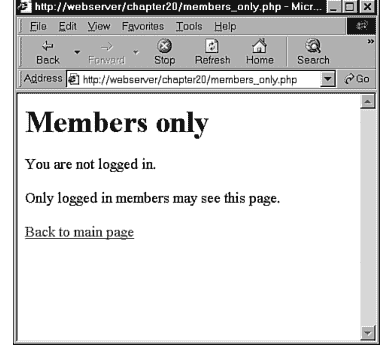 http://webserver/chapter20/members_only.php - Micr...
File Edit View Favorites Tools Help
Back Forward Stop Refresh Home Search »
Address http://webserver/chapter20/members_only.php Go
Members only
You are not logged in.
Only logged in members may see this page.
Back to main page